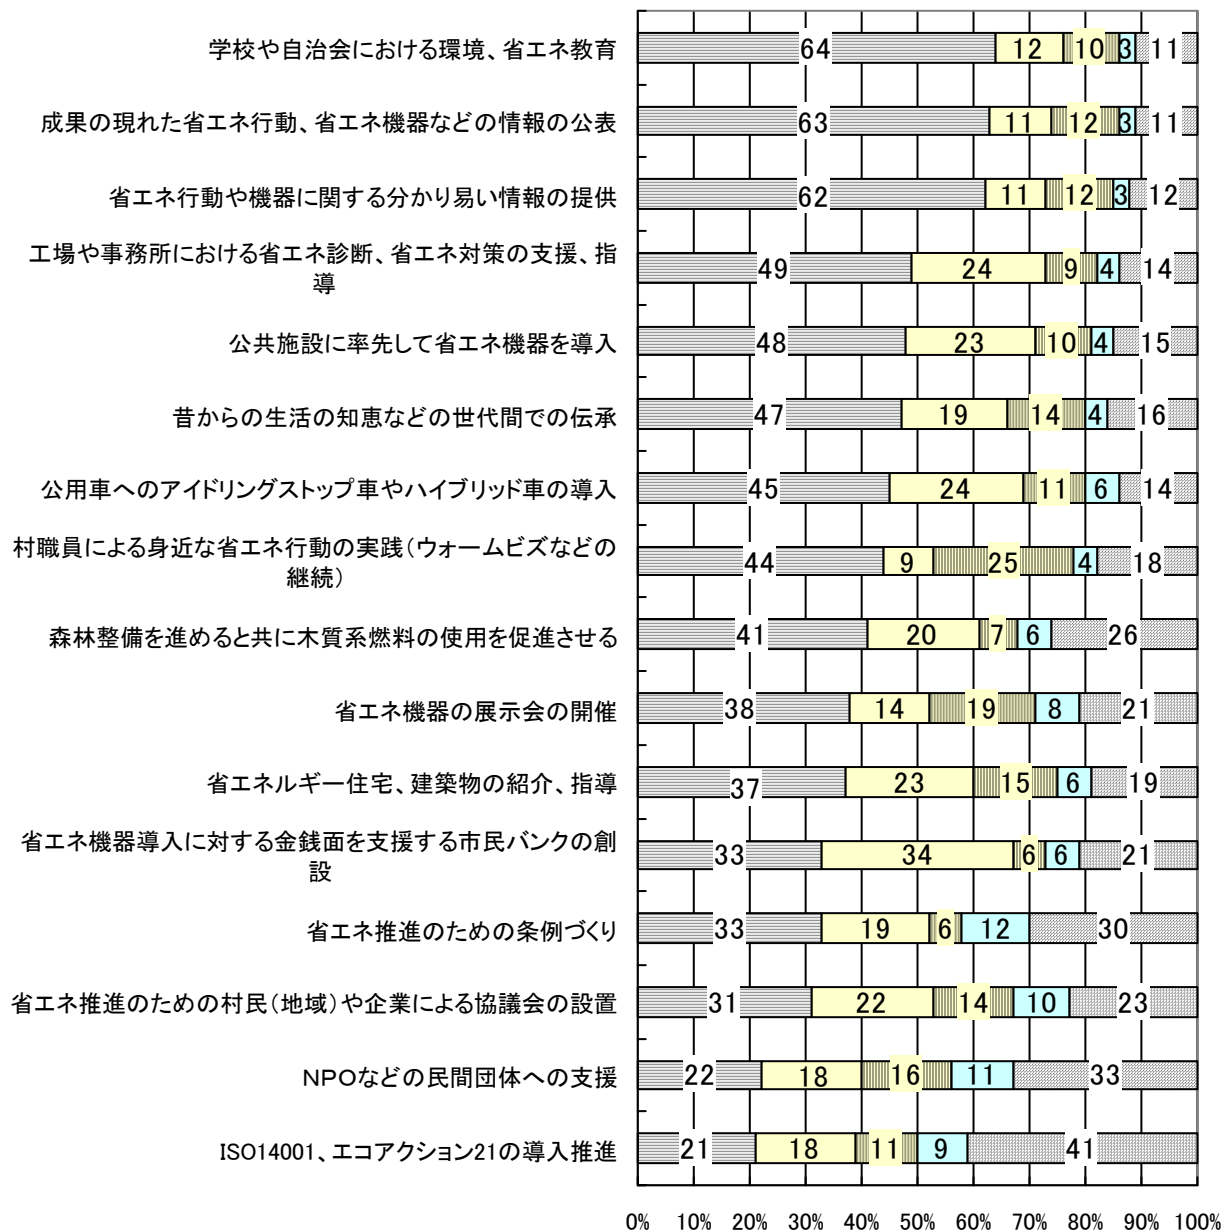 学校や自治会における環境、省エネ教育
64 12 10 3 11
成果の現れた省エネ行動、省エネ機器などの情報の公表
63 11 12 3 11
省エネ行動や機器に関する分かり易い情報の提供
62 11 12 3 12
工場や事務所における省エネ診断、省エネ対策の支援、指
導
49 24 9 4 14
公共施設に率先して省エネ機器を導入
48 23 10 4 15
昔からの生活の知恵などの世代間での伝承
47 19 14 4 16
公用車へのアイドリングストップ車やハイブリッド車の導入
45 24 11 6 14
村職員による身近な省エネ行動の実践(ウォームビズなどの
継続)
44 9 25 4 18
森林整備を進めると共に木質系燃料の使用を促進させる
41 20 7 6 26
省エネ機器の展示会の開催
38 14 19 8 21
省エネルギー住宅、建築物の紹介、指導
37 23 15 6 19
省エネ機器導入に対する金銭面を支援する市民バンクの創
設
33 34 6 6 21
省エネ推進のための条例づくり
33 19 6 12 30
省エネ推進のための村民(地域)や企業による協議会の設置
31 22 14 10 23
NPOなどの民間団体への支援
22 18 16 11 33
ISO14001、エコアクション21の導入推進
21 18 11 9 41
0% 10% 20% 30% 40% 50% 60% 70% 80% 90% 100%